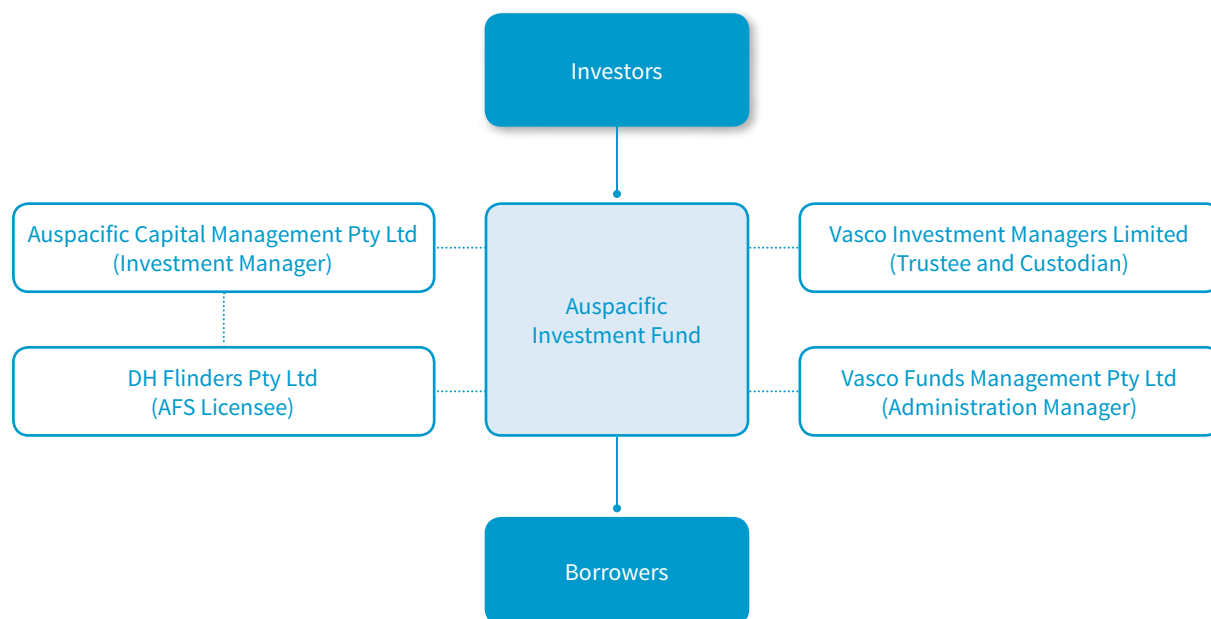 Investors
Auspacific Capital Management Pty Ltd
(Investment Manager)
Vasco Investment Managers Limited
(Trustee and Custodian)
Auspacific
Investment Fund
DH Flinders Pty Ltd
(AFS Licensee)
Vasco Funds Management Pty Ltd
(Administration Manager)
Borrowers